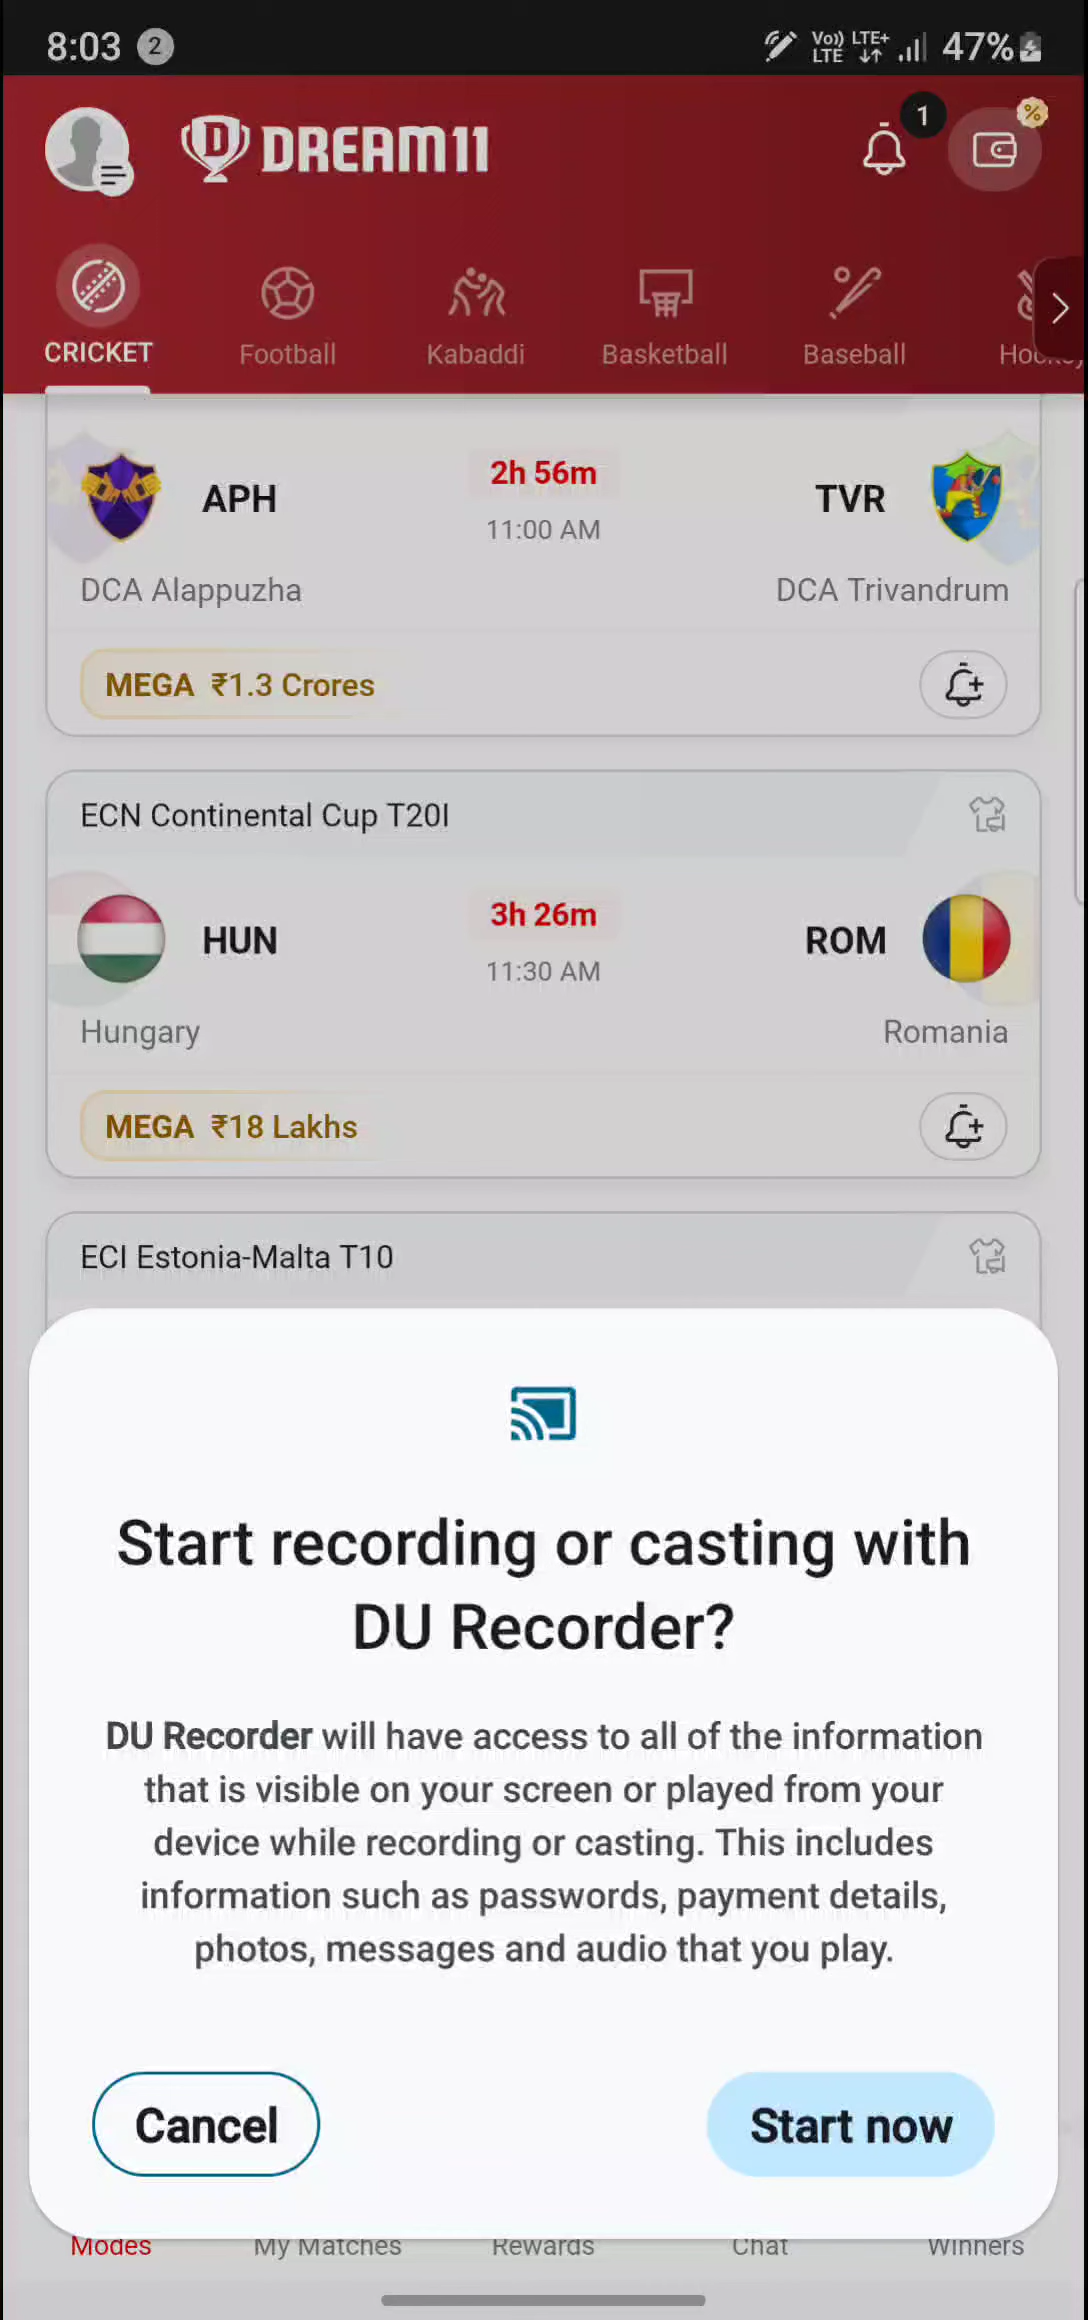 8:03 2 Vo)) LTE LTE+ 47%
DREAM11 1 %
CRICKET Football Kabaddi Basketball Baseball Hockey
APH 2h 56m TVR
11:00 AM
DCA Alappuzha DCA Trivandrum
MEGA ₹1.3 Crores
ECN Continental Cup T20I
HUN 3h 26m ROM
11:30 AM
Hungary Romania
MEGA ₹18 Lakhs
ECI Estonia-Malta T10
Start recording or casting with
DU Recorder?
DU Recorder will have access to all of the information
that is visible on your screen or played from your
device while recording or casting. This includes
information such as passwords, payment details,
photos, messages and audio that you play.
Cancel Start now
Modes My Matches Rewards Chat Winners